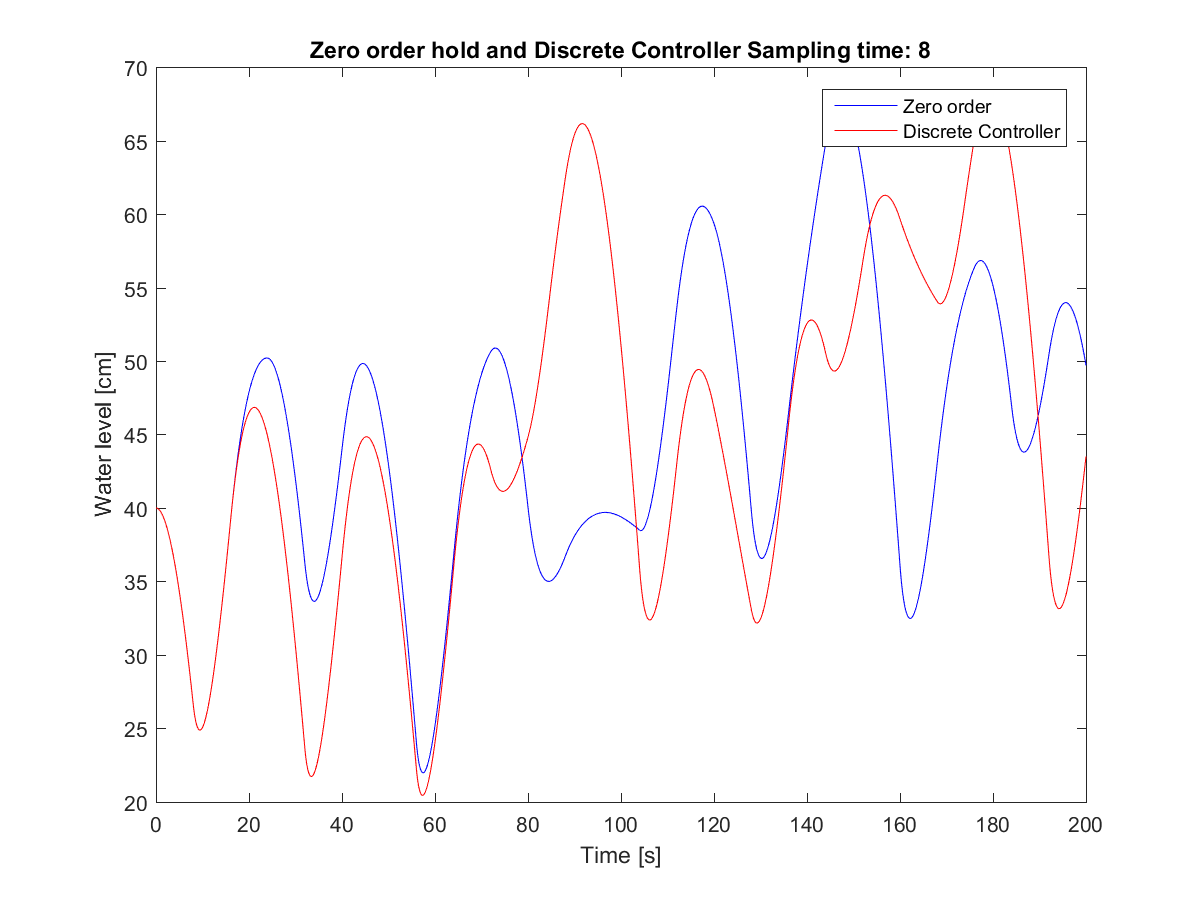 Zero order hold and Discrete Controller Sampling time: 8
70
65
60
55
50
45
40
35
30
25
20
Water level [cm]
Zero order
Discrete Controller
0 20 40 60 80 100 120 140 160 180 200
Time [s]